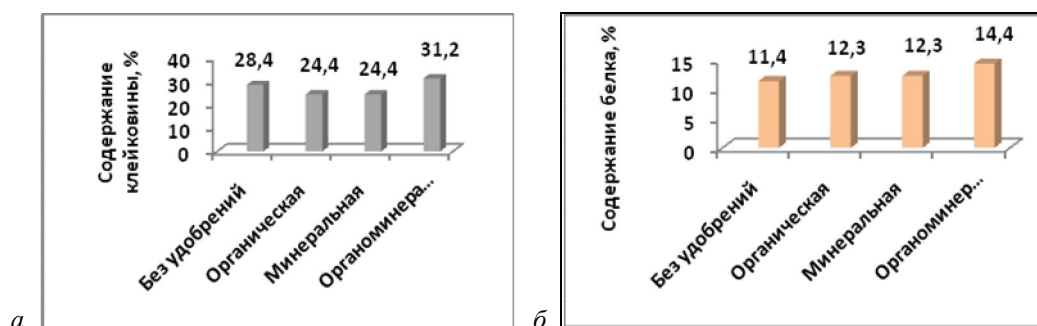 Содержание
клейковины, %
40
30
20
10
0
28,4
24,4
24,4
31,2
Без удобрений
Органическая
Минеральная
Органоминера...
а
Содержание белка, %
15
10
5
0
11,4
12,3
12,3
14,4
Без удобрений
Органическая
Минеральная
Органоминер...
б